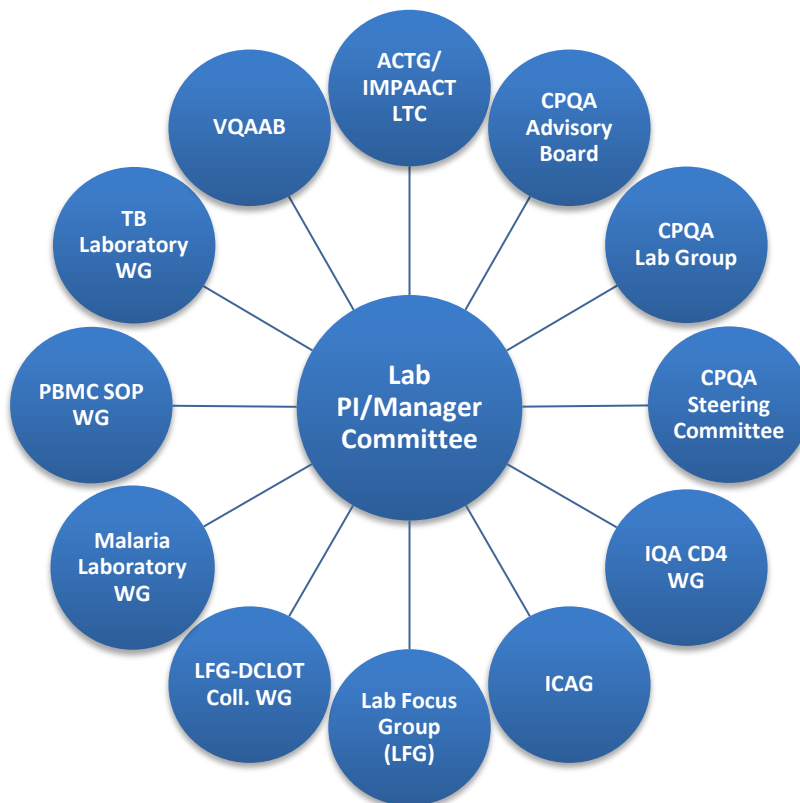 ACTG/
IMPAACT
LTC
CPQA
Advisory
Board
CPQA
Lab Group
CPQA
Steering
Committee
IQA CD4
WG
ICAG
Lab Focus
Group
(LFG)
LFG-DCLOT
Coll. WG
Malaria
Laboratory
WG
PBMC SOP
WG
TB
Laboratory
WG
VQAAB
Lab
PI/Manager
Committee